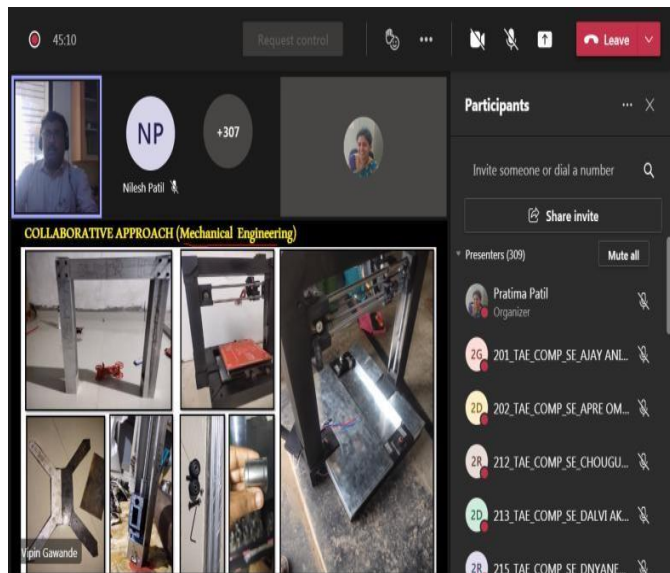 45:10
Request control
Leave
NP
+307
Nilesh Patil
Participants
Invite someone or dial a number
Share invite
Presenters (309)
Mute all
Pratima Patil
Organizer
2G
201_TAE_COMP_SE_AJAY ANI...
2D
202_TAE_COMP_SE_APRE OM...
2R
212_TAE_COMP_SE_CHOUGU...
2D
213_TAE_COMP_SE_DALVI AK...
2R
215_TAE_COMP_SE_DNYANE...
COLLABORATIVE APPROACH (Mechanical Engineering)
Vipin Gawande